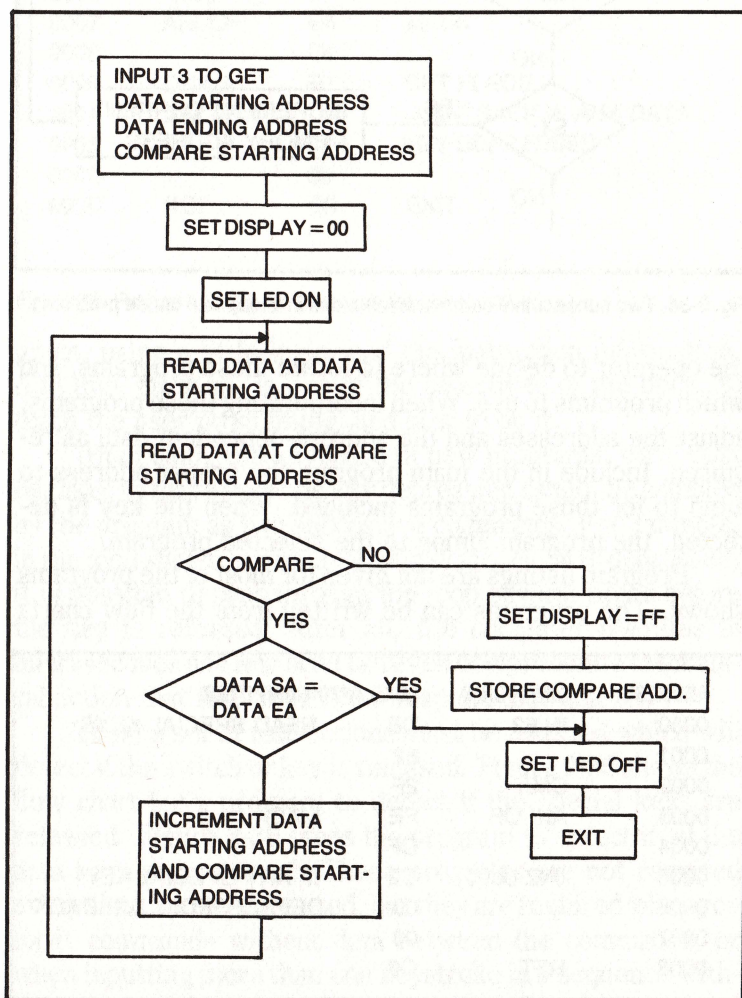 INPUT 3 TO GET
DATA STARTING ADDRESS
DATA ENDING ADDRESS
COMPARE STARTING ADDRESS
SET DISPLAY = 00
SET LED ON
READ DATA AT DATA
STARTING ADDRESS
READ DATA AT COMPARE
STARTING ADDRESS
COMPARE
NO
YES
SET DISPLAY = FF
DATA SA =
DATA EA
YES
STORE COMPARE ADD.
SET LED OFF
EXIT
INCREMENT DATA
STARTING ADDRESS
AND COMPARE START-
ING ADDRESS